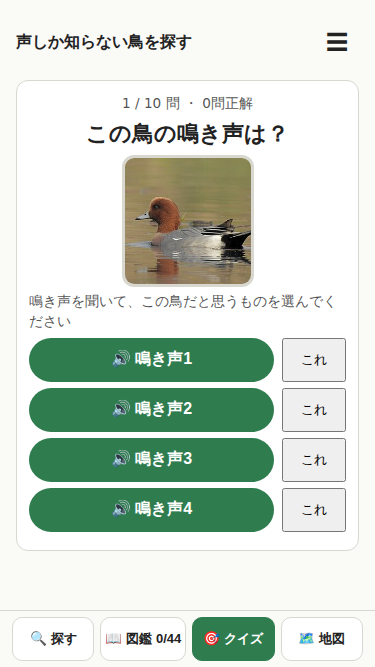 声しか知らない鳥を探す
☰
1 / 10 問 ・ 0問正解
この鳥の鳴き声は？
鳴き声を聞いて、この鳥だと思うものを選んでく
ださい
🔊 鳴き声1
これ
🔊 鳴き声2
これ
🔊 鳴き声3
これ
🔊 鳴き声4
これ
🔍 探す
📖 図鑑 0/44
🎯 クイズ
🗺️ 地図